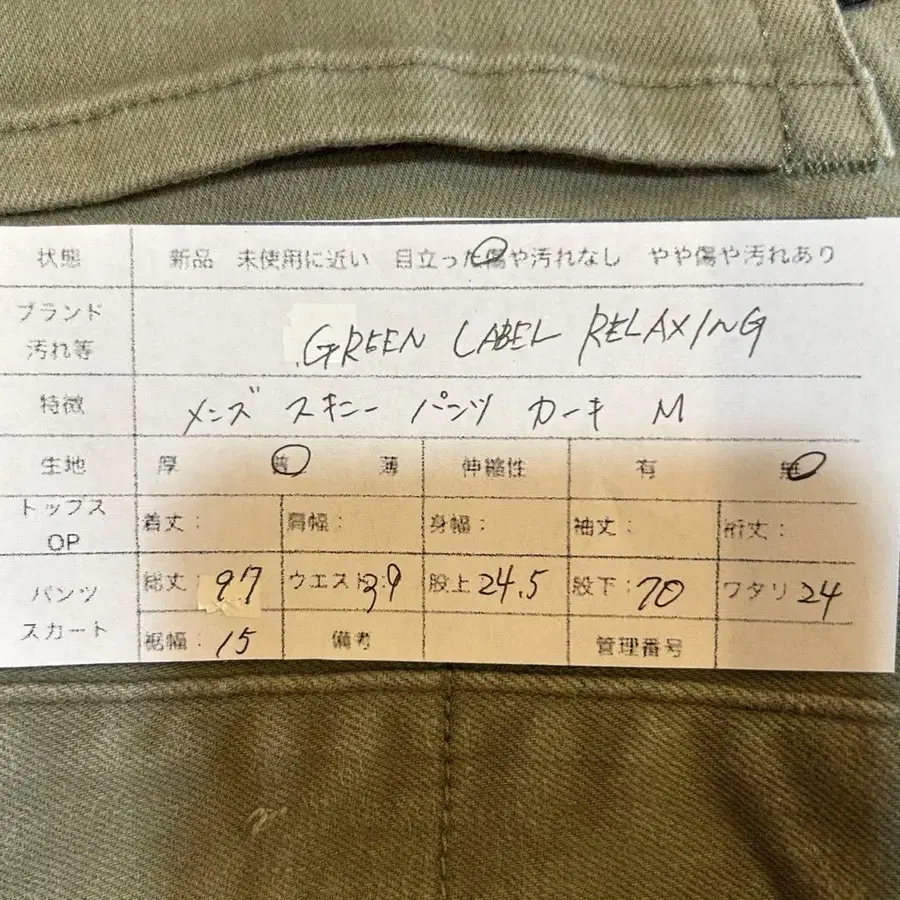 状態 新品 未使用に近い 目立った傷や汚れなし やや傷や汚れあり
ブランド
汚れ等 GREEN LABEL RELAXING
特徴 メンズ スキニー パンツ カーキ M
生地 厚 普 薄 伸縮性 有 無
トップス
OP 着丈: 肩幅: 身幅: 袖丈: 裄丈:
パンツ
スカート
総丈: 97 ウエスト: 39 股上 24.5 股下: 70 ワタリ 24
裾幅: 15 備考 管理番号